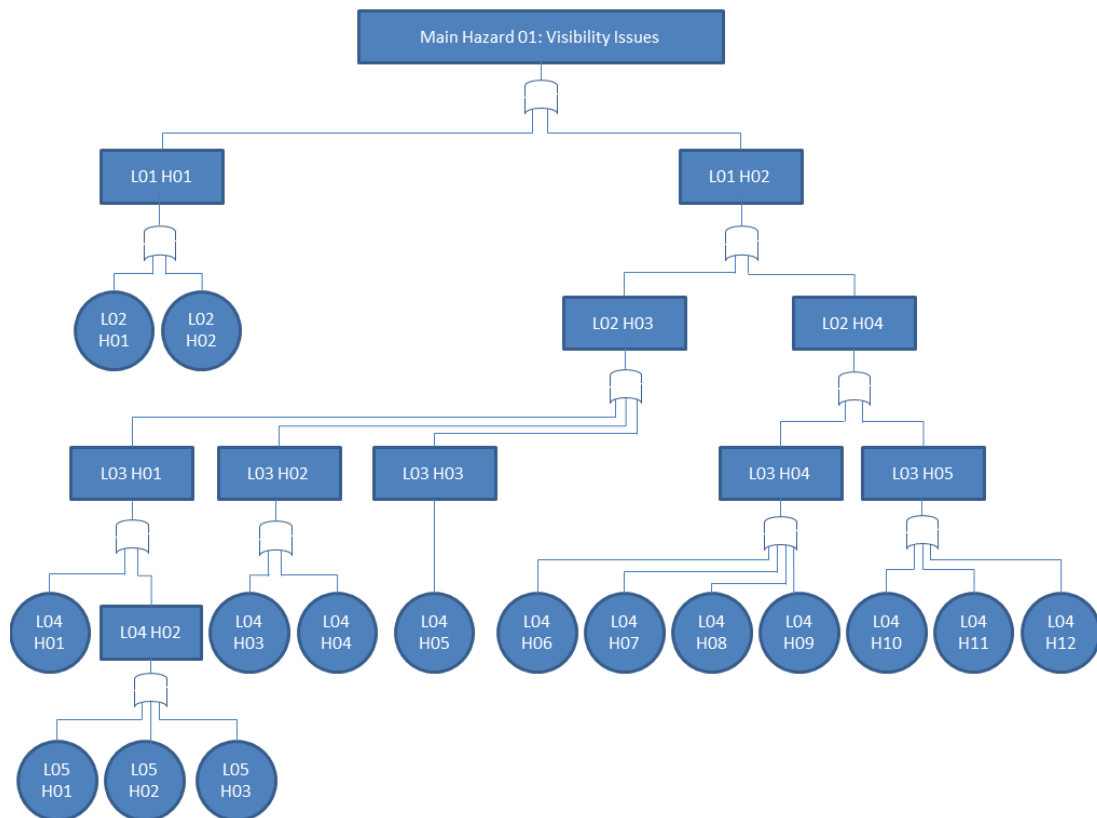 Main Hazard 01: Visibility Issues
L01 H01
L01 H02
L02
H01
L02
H02
L02 H03
L02 H04
L03 H01
L03 H02
L03 H03
L03 H04
L03 H05
L04
H01
L04 H02
L04
H03
L04
H04
L04
H05
L04
H06
L04
H07
L04
H08
L04
H09
L04
H10
L04
H11
L04
H12
L05
H01
L05
H02
L05
H03